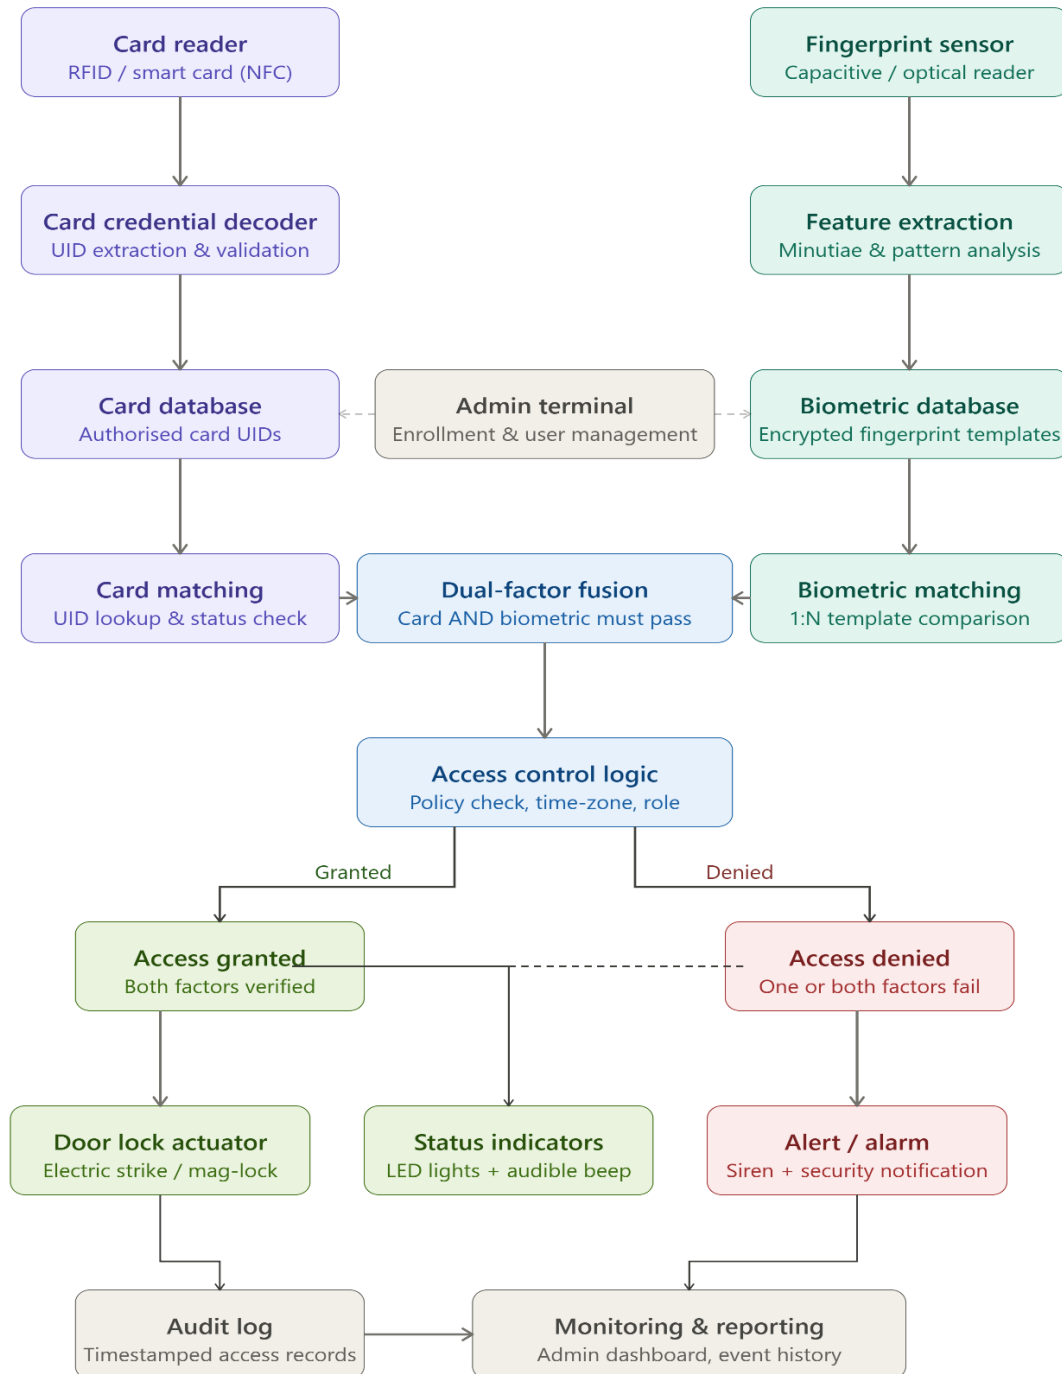 Card reader
RFID / smart card (NFC)
Fingerprint sensor
Capacitive / optical reader
Card credential decoder
UID extraction & validation
Feature extraction
Minutiae & pattern analysis
Card database
Authorised card UIDs
Admin terminal
Enrollment & user management
Biometric database
Encrypted fingerprint templates
Card matching
UID lookup & status check
Dual-factor fusion
Card AND biometric must pass
Biometric matching
1:N template comparison
Access control logic
Policy check, time-zone, role
Granted
Denied
Access granted
Both factors verified
Access denied
One or both factors fail
Door lock actuator
Electric strike / mag-lock
Status indicators
LED lights + audible beep
Alert / alarm
Siren + security notification
Audit log
Timestamped access records
Monitoring & reporting
Admin dashboard, event history